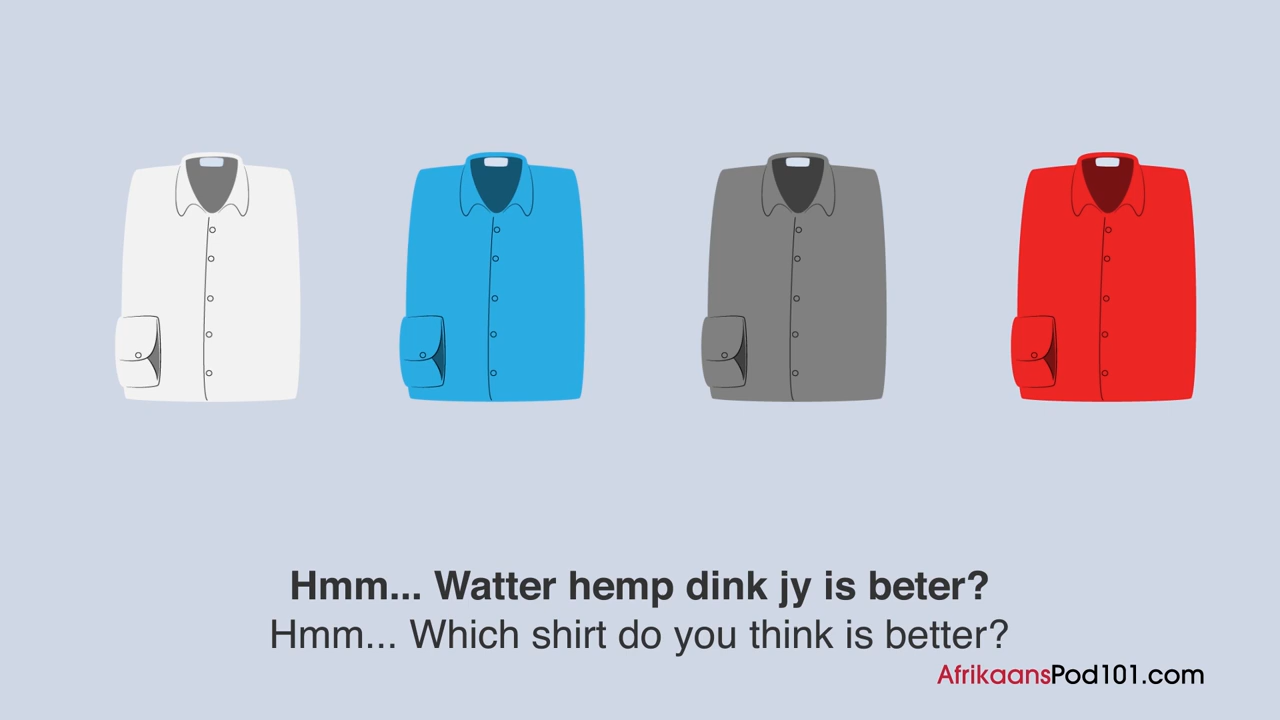 Hmm... Watter hemp dink jy is beter?
Hmm... Which shirt do you think is better?
AfrikaansPod101.com